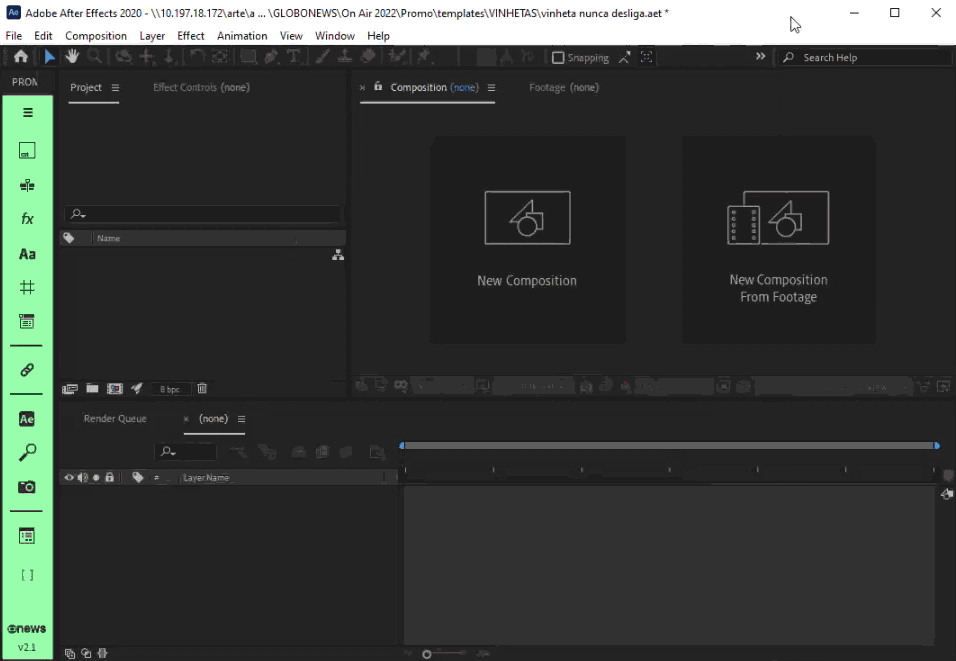 Ae Adobe After Effects 2020 - \\10.197.18.172\arte\a ... \GLOBONEWS\On Air 2022\Promo\templates\VINHETAS\vinheta nunca desliga.aet *
File Edit Composition Layer Effect Animation View Window Help
Snapping
Search Help
Project
Effect Controls (none)
Composition (none)
Footage (none)
fx
Aa
Ae
news
v2.1
Name
8 bpc
New Composition
New Composition
From Footage
Render Queue
(none)
# Layer Name